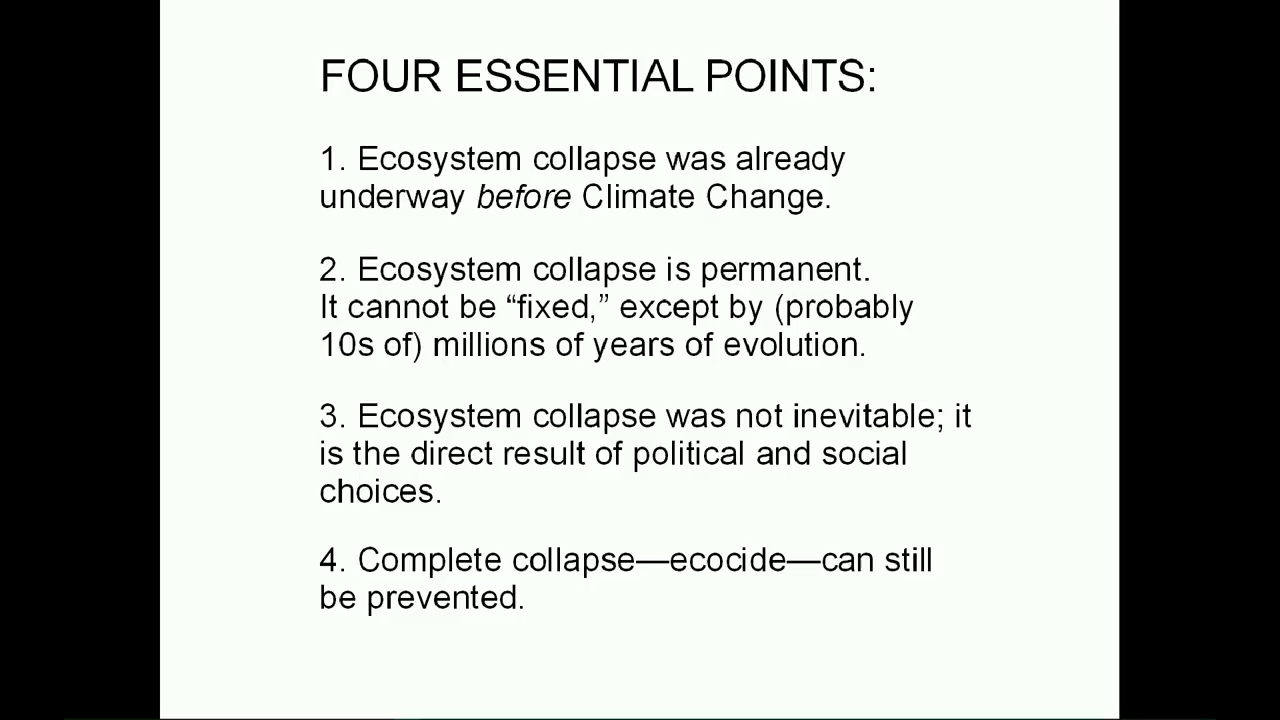 FOUR ESSENTIAL POINTS:
1. Ecosystem collapse was already
underway before Climate Change.
2. Ecosystem collapse is permanent.
It cannot be “fixed,” except by (probably
10s of) millions of years of evolution.
3. Ecosystem collapse was not inevitable; it
is the direct result of political and social
choices.
4. Complete collapse—ecocide—can still
be prevented.